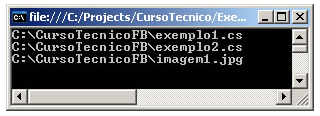 file:///C:/Projects/CursoTecnico/Exe...
C:\CursoTecnicoFB\exemplo1.cs
C:\CursoTecnicoFB\exemplo2.cs
C:\CursoTecnicoFB\imagem1.jpg